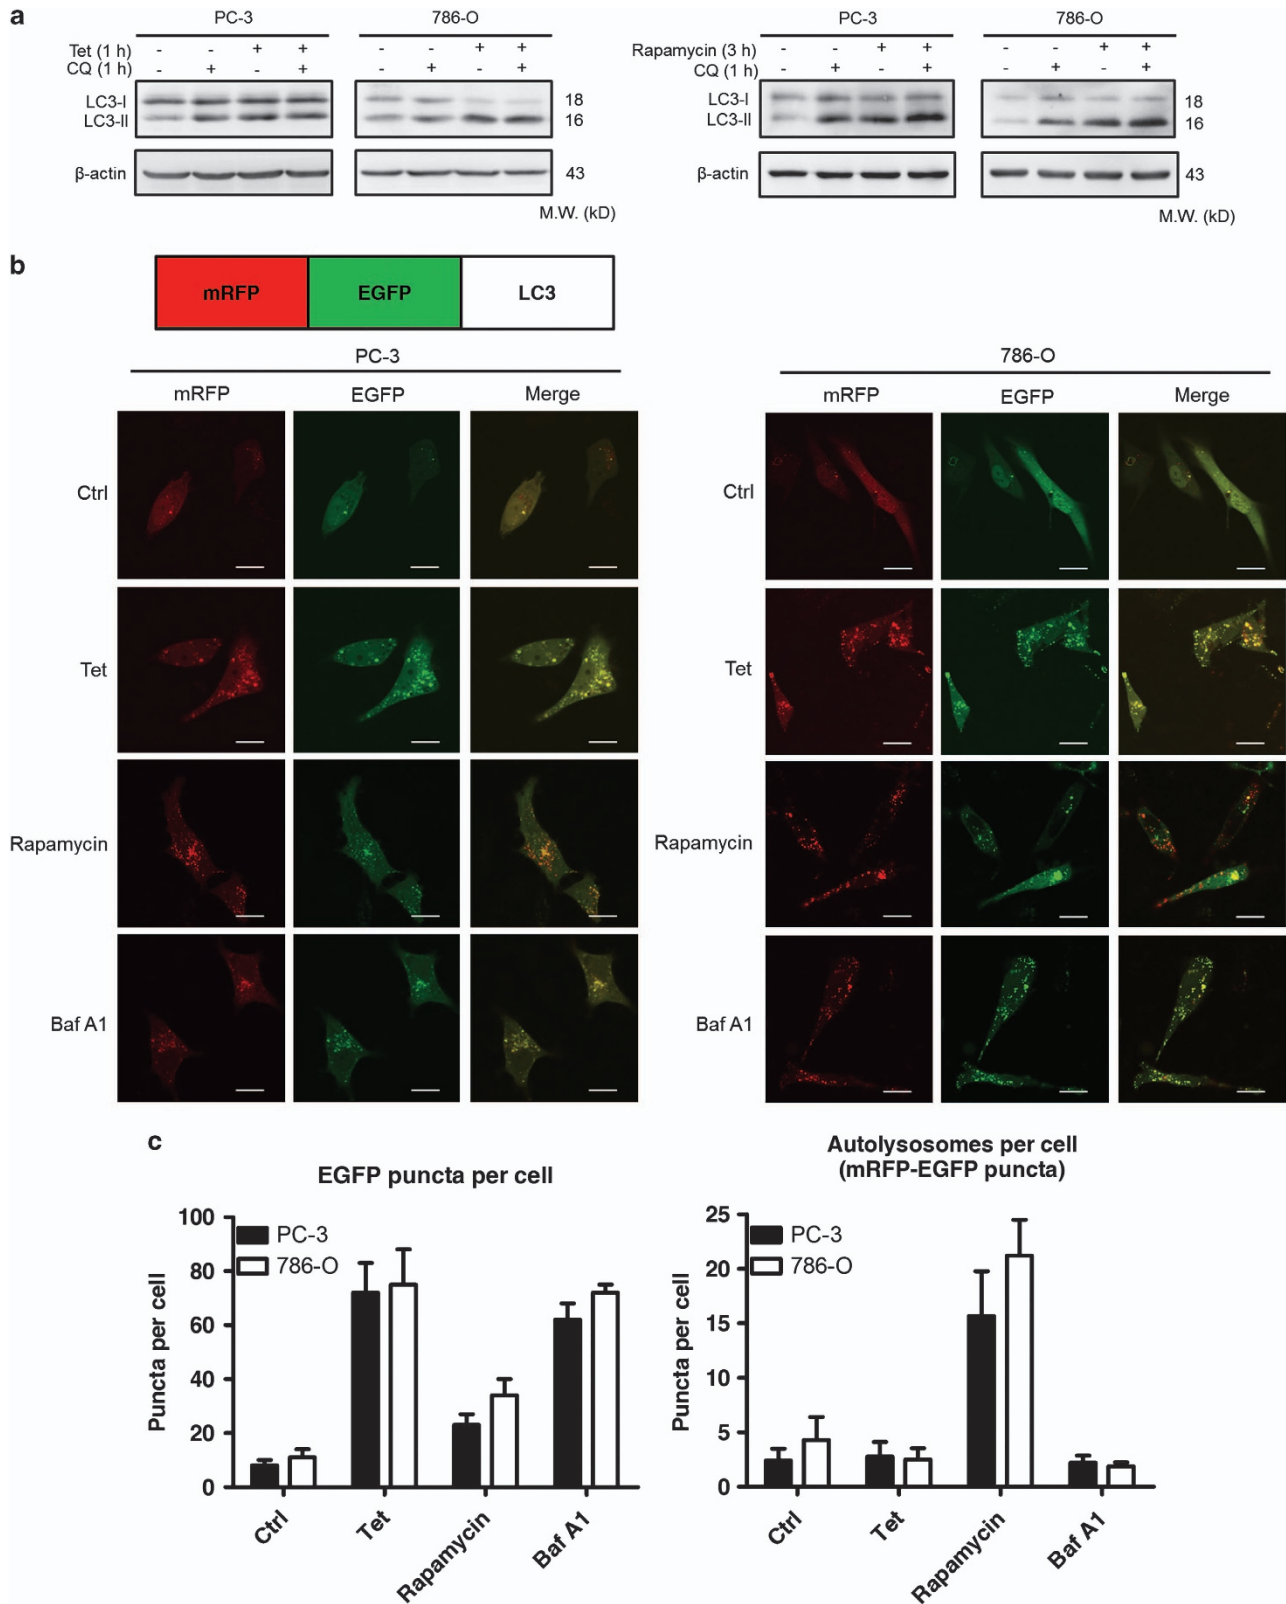 a
PC-3 786-O PC-3 786-O
Tet (1 h) - - + + - - + + Rapamycin (3 h) - - + + - - + +
CQ (1 h) - + - + - + - + CQ (1 h) - + - + - + - +
LC3-I 18 LC3-I 18
LC3-II 16 LC3-II 16
β-actin 43 β-actin 43
M.W. (kD) M.W. (kD)
b
mRFP EGFP LC3
PC-3 786-O
mRFP EGFP Merge mRFP EGFP Merge
Ctrl Ctrl
Tet Tet
Rapamycin Rapamycin
Baf A1 Baf A1
c
EGFP puncta per cell
Puncta per cell
100
80
60
40
20
0
PC-3
786-O
Ctrl Tet Rapamycin Baf A1
Autolysosomes per cell
(mRFP-EGFP puncta)
Puncta per cell
25
20
15
10
5
0
PC-3
786-O
Ctrl Tet Rapamycin Baf A1